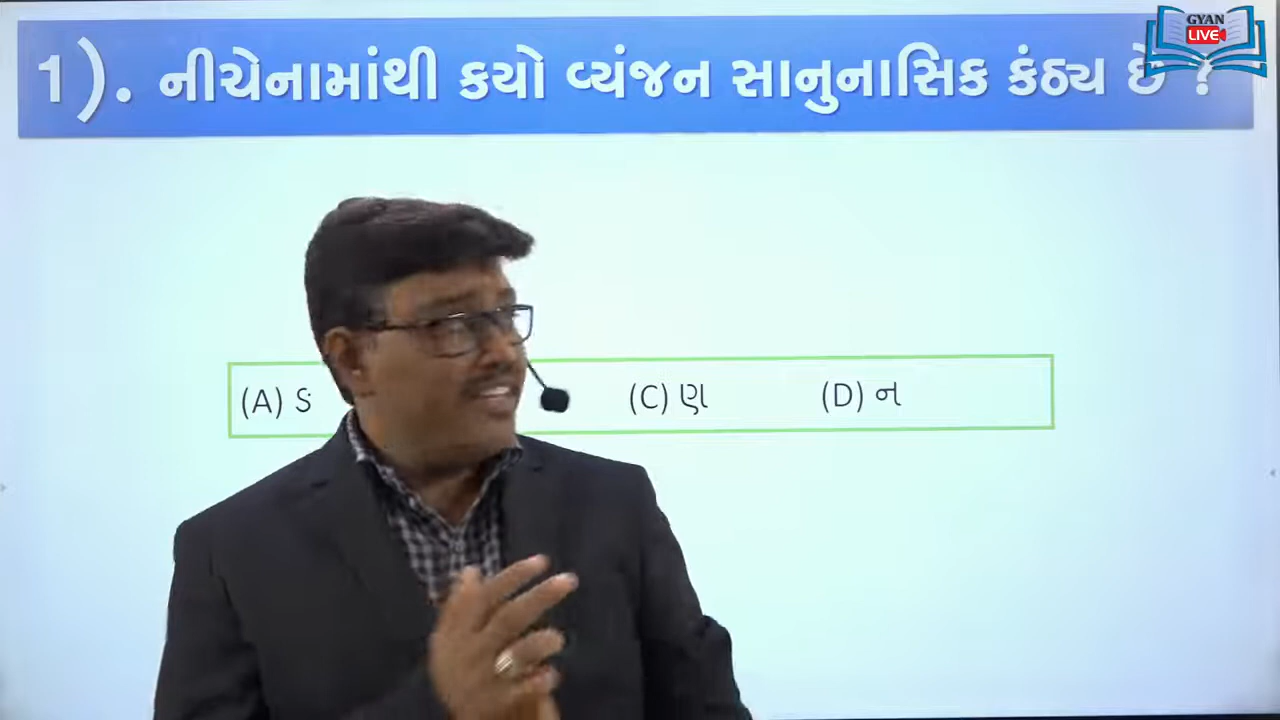 GYAN
LIVE
1). નીચેનામાંથી કયો વ્યંજન સાનુનાસિક કંઠ્ય છે ?
(A) ઙ (C) ણ (D) ન